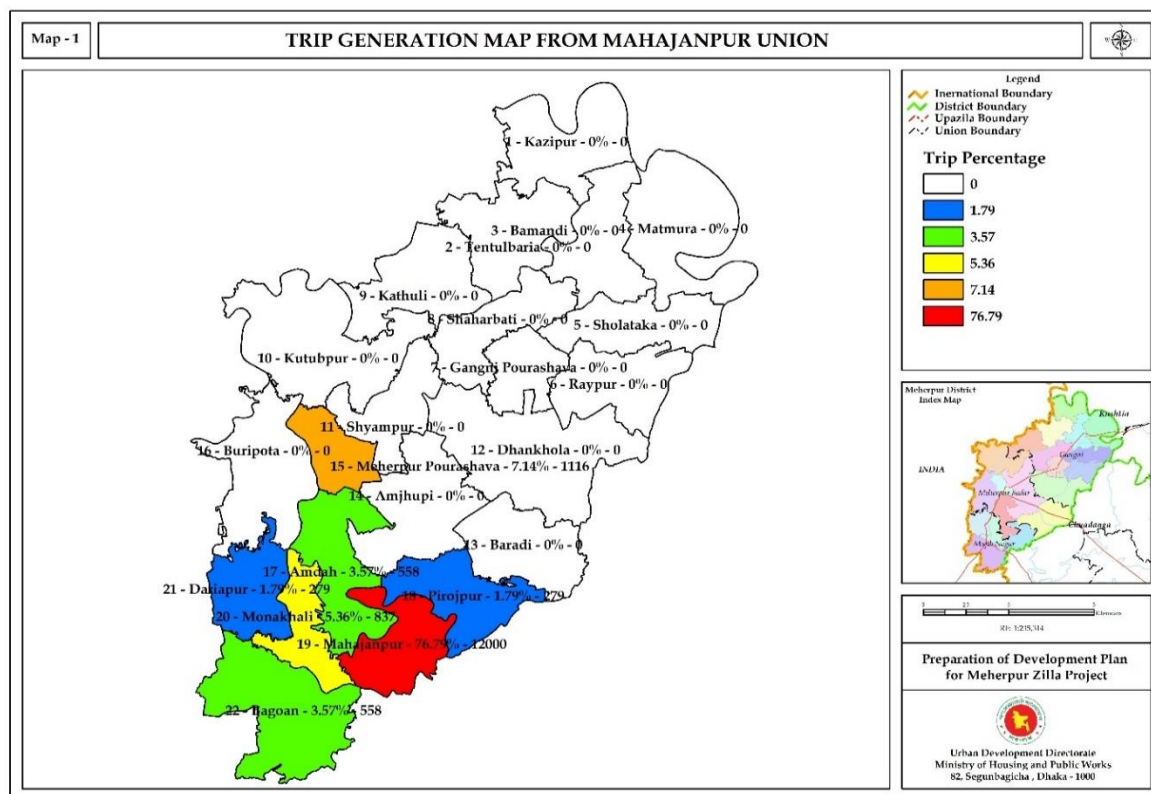 Map - 1
TRIP GENERATION MAP FROM MAHAJANPUR UNION
1 - Kazipur - 0% - 0
3 - Bamandi - 0% - 0
4 - Matmura - 0% - 0
2 - Tentulbaria - 0% - 0
9 - Kathuli - 0% - 0
8 - Shaharbati - 0% - 0
5 - Sholataka - 0% - 0
10 - Kutubpur - 0% - 0
7 - Gangni Pourashava - 0% - 0
6 - Raypur - 0% - 0
11 - Shyampur - 0% - 0
16 - Buripota - 0% - 0
12 - Dhankhola - 0% - 0
15 - Meherpur Pourashava - 7.14% - 1116
14 - Amjhupi - 0% - 0
13 - Baradi - 0% - 0
17 - Amdah - 3.57% - 558
21 - Dariapur - 1.79% - 279
18 - Pirojpur - 1.79% - 279
20 - Monakhali - 5.36% - 837
19 - Mahajanpur - 76.79% - 12000
22 - Bagoan - 3.57% - 558
Legend
Inernational Boundary
District Boundary
Upazila Boundary
Union Boundary
Trip Percentage
0
1.79
3.57
5.36
7.14
76.79
Meherpur District
Index Map
Kushtia
Gangni
INDIA
Meherpur Sadar
Chuadanga
RF: 1:215,314
Preparation of Development Plan
for Meherpur Zilla Project
Urban Development Directorate
Ministry of Housing and Public Works
82, Segunbagicha , Dhaka - 1000